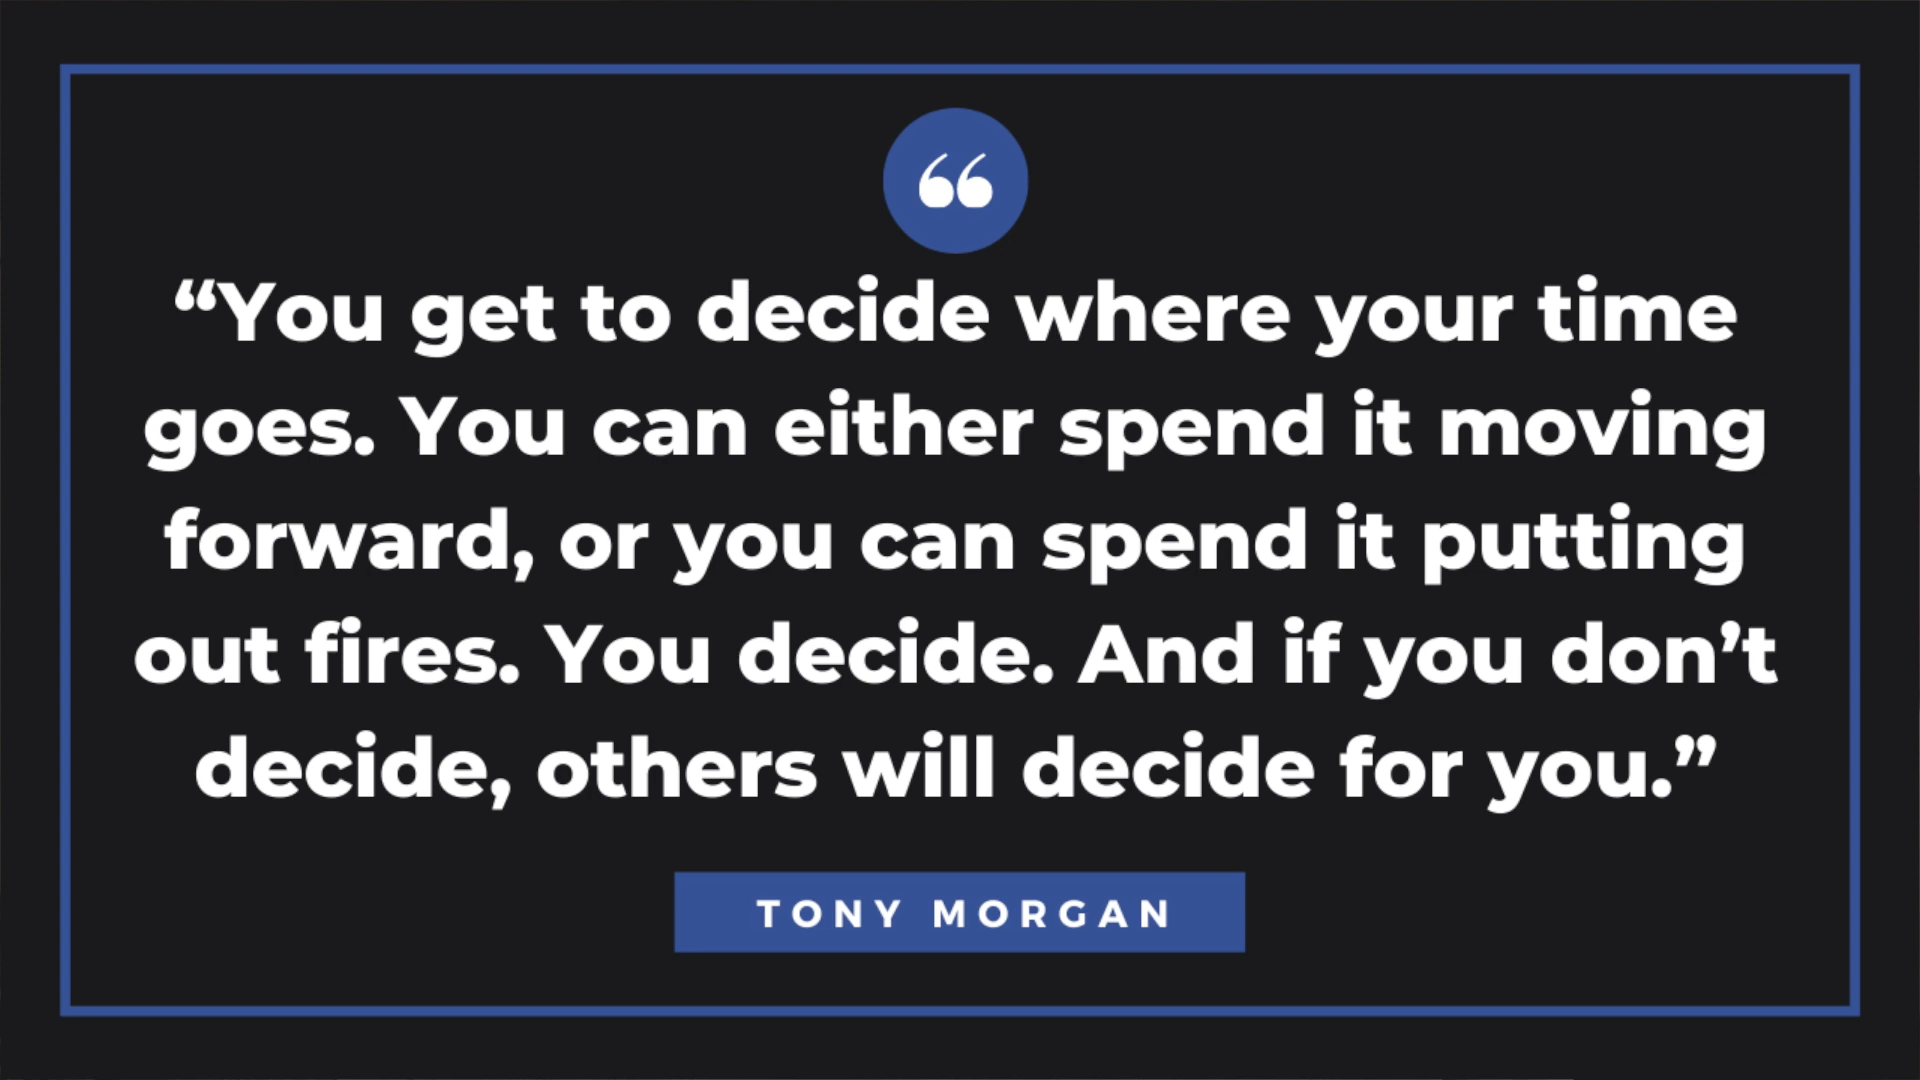 “You get to decide where your time
goes. You can either spend it moving
forward, or you can spend it putting
out fires. You decide. And if you don’t
decide, others will decide for you.”
TONY MORGAN